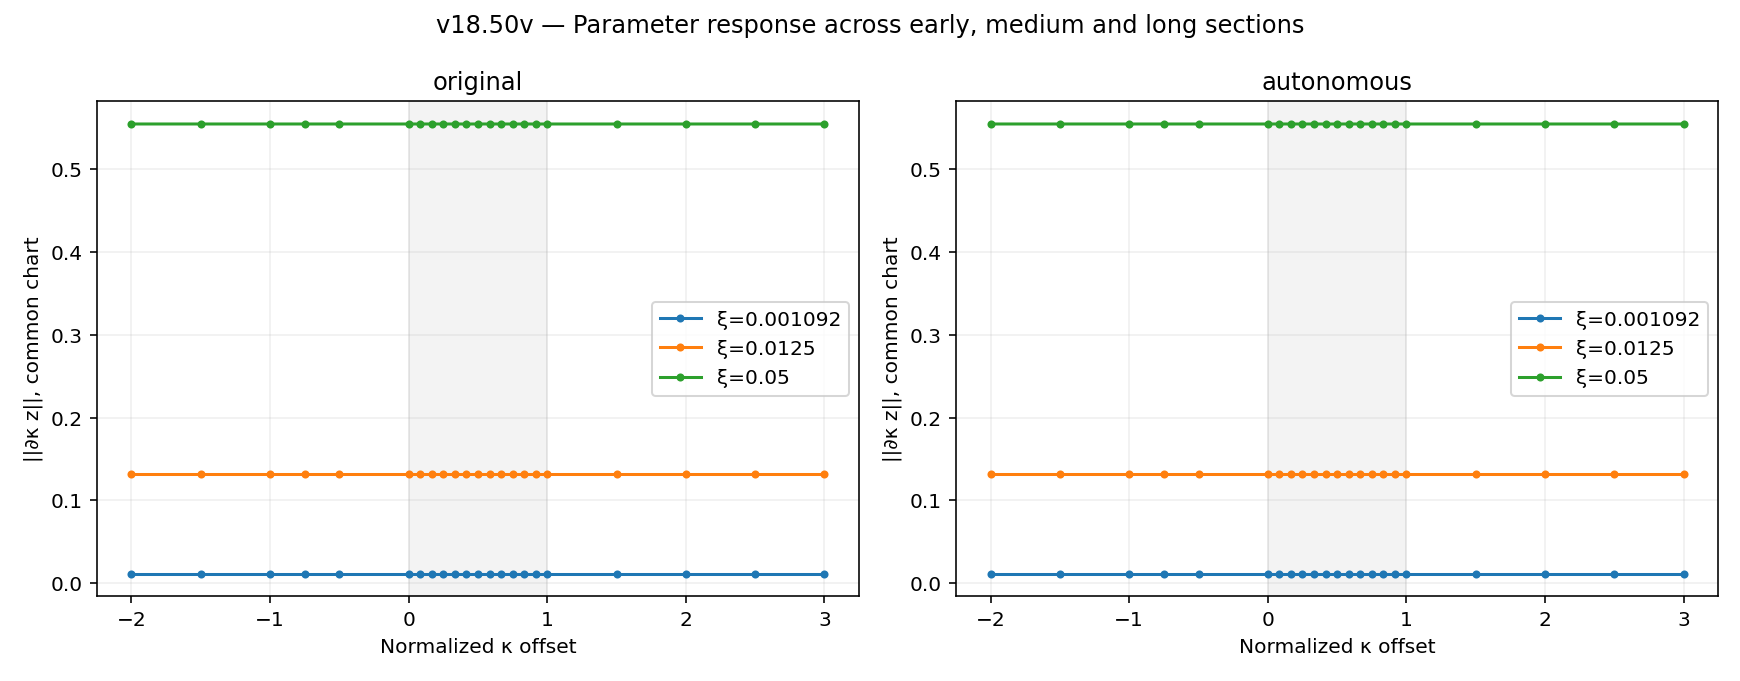 v18.50v — Parameter response across early, medium and long sections
original
||∂κ z||, common chart
0.5
0.4
0.3
0.2
0.1
0.0
ξ=0.001092
ξ=0.0125
ξ=0.05
−2
−1
0
1
2
3
Normalized κ offset
autonomous
||∂κ z||, common chart
0.5
0.4
0.3
0.2
0.1
0.0
ξ=0.001092
ξ=0.0125
ξ=0.05
−2
−1
0
1
2
3
Normalized κ offset